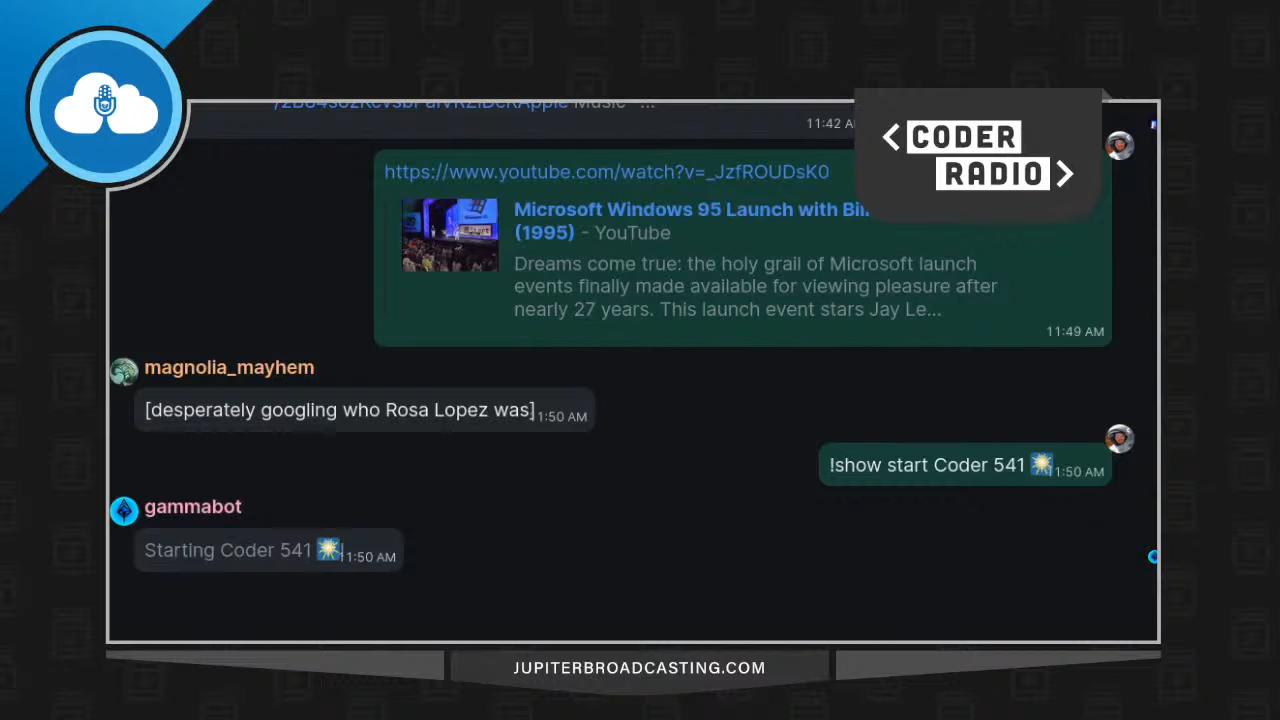 Music
11:42 A
< CODER
RADIO >
https://www.youtube.com/watch?v=_JzfROUDsK0
Microsoft Windows 95 Launch with Bil
(1995) - YouTube
Dreams come true: the holy grail of Microsoft launch
events finally made available for viewing pleasure after
nearly 27 years. This launch event stars Jay Le...
11:49 AM
magnolia_mayhem
[desperately googling who Rosa Lopez was]
1:50 AM
!show start Coder 541
1:50 AM
gammabot
Starting Coder 541
11:50 AM
JUPITERBROADCASTING.COM